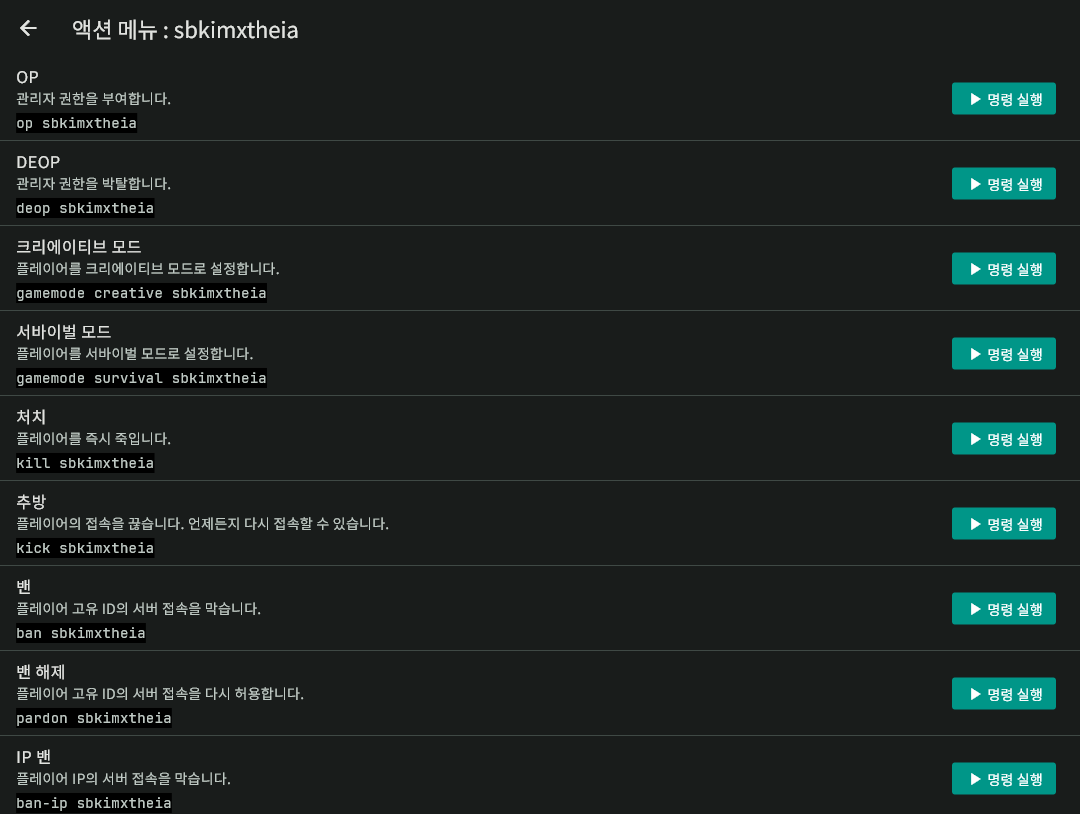 액션 메뉴 : sbkimxtheia
OP
관리자 권한을 부여합니다.
op sbkimxtheia
▶ 명령 실행
DEOP
관리자 권한을 박탈합니다.
deop sbkimxtheia
▶ 명령 실행
크리에이티브 모드
플레이어를 크리에이티브 모드로 설정합니다.
gamemode creative sbkimxtheia
▶ 명령 실행
서바이벌 모드
플레이어를 서바이벌 모드로 설정합니다.
gamemode survival sbkimxtheia
▶ 명령 실행
처치
플레이어를 즉시 죽입니다.
kill sbkimxtheia
▶ 명령 실행
추방
플레이어의 접속을 끊습니다. 언제든지 다시 접속할 수 있습니다.
kick sbkimxtheia
▶ 명령 실행
밴
플레이어 고유 ID의 서버 접속을 막습니다.
ban sbkimxtheia
▶ 명령 실행
밴 해제
플레이어 고유 ID의 서버 접속을 다시 허용합니다.
pardon sbkimxtheia
▶ 명령 실행
IP 밴
플레이어 IP의 서버 접속을 막습니다.
ban-ip sbkimxtheia
▶ 명령 실행